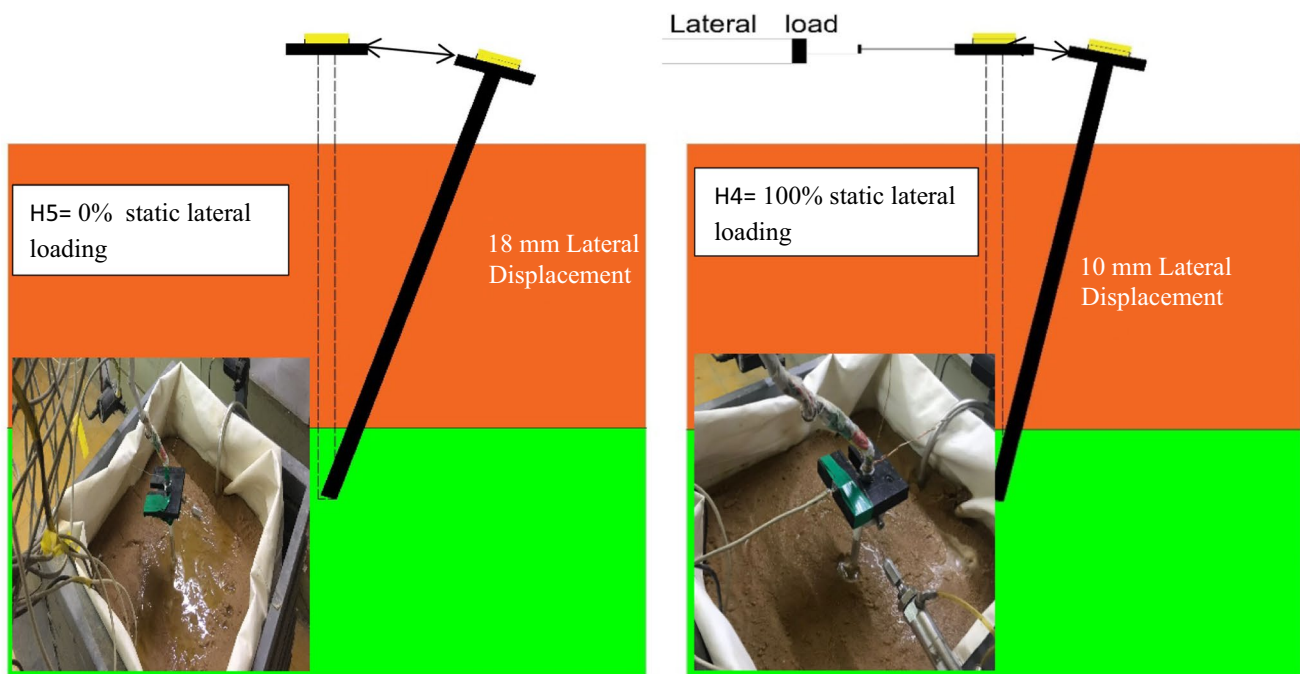 Lateral load
H5= 0% static lateral
loading
18 mm Lateral
Displacement
H4= 100% static lateral
loading
10 mm Lateral
Displacement